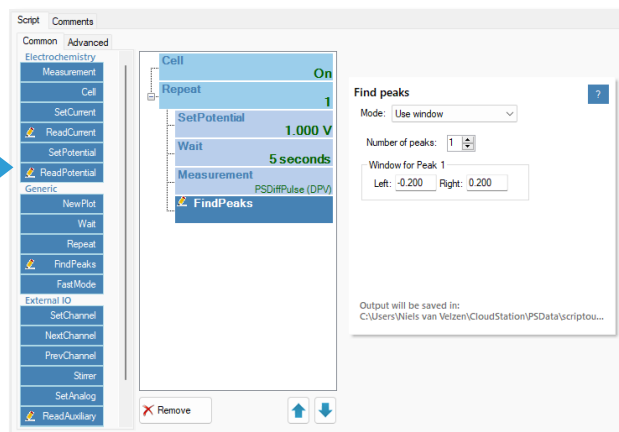 Script Comments
Common Advanced
Electrochemistry
Measurement
Cell
SetCurrent
ReadCurrent
SetPotential
ReadPotential
Generic
NewPlot
Wait
Repeat
FindPeaks
FastMode
External IO
SetChannel
NextChannel
PrevChannel
Stirrer
SetAnalog
ReadAuxiliary
Cell
On
Repeat
1
SetPotential
1.000 V
Wait
5 seconds
Measurement
PSDiffPulse (DPV)
FindPeaks
Remove
Find peaks
?
Mode: Use window
Number of peaks: 1
Window for Peak 1
Left: -0.200 Right: 0.200
Output will be saved in:
C:\Users\Niels van Velzen\CloudStation\PSData\scriptou...